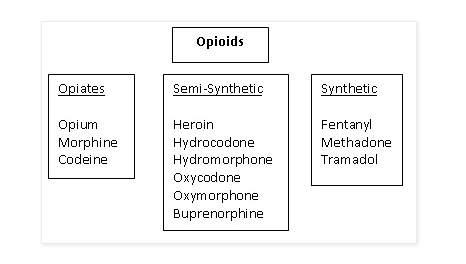 Opioids
Opiates
Opium
Morphine
Codeine
Semi-Synthetic
Heroin
Hydrocodone
Hydromorphone
Oxycodone
Oxymorphone
Buprenorphine
Synthetic
Fentanyl
Methadone
Tramadol